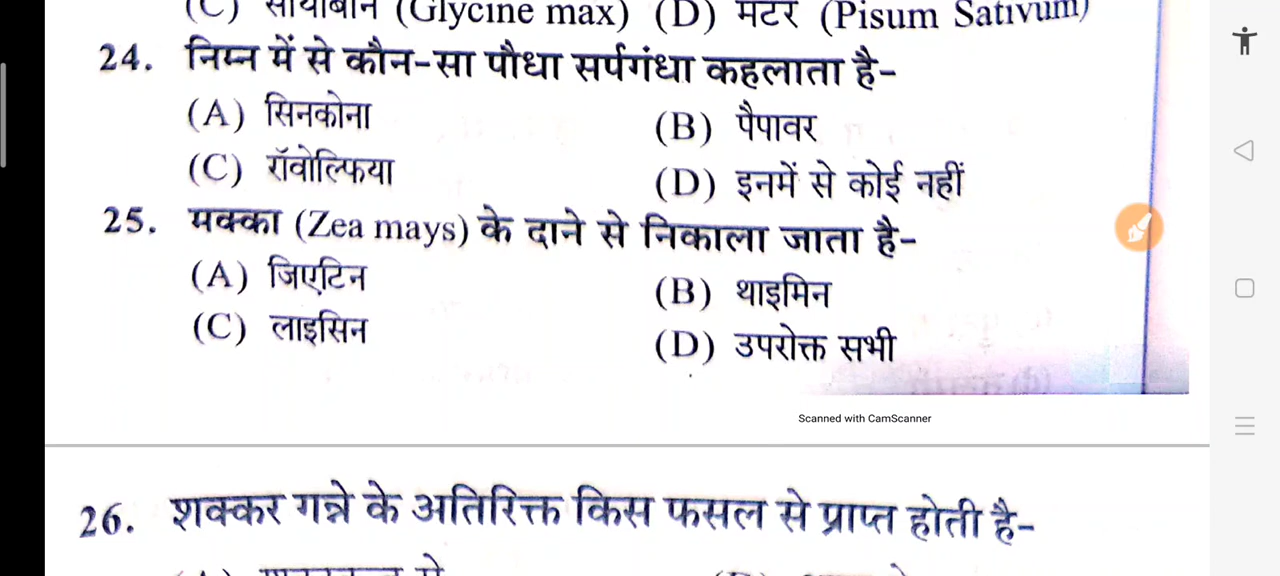 (C) सोयाबीन (Glycine max) (D) मटर (Pisum Sativum)
24. निम्न में से कौन-सा पौधा सर्पगंधा कहलाता है-
(A) सिनकोना (B) पैपावर
(C) रॉवोल्फिया (D) इनमें से कोई नहीं
25. मक्का (Zea mays) के दाने से निकाला जाता है-
(A) जिएटिन (B) थाइमिन
(C) लाइसिन (D) उपरोक्त सभी
Scanned with CamScanner
26. शक्कर गन्ने के अतिरिक्त किस फसल से प्राप्त होती है-